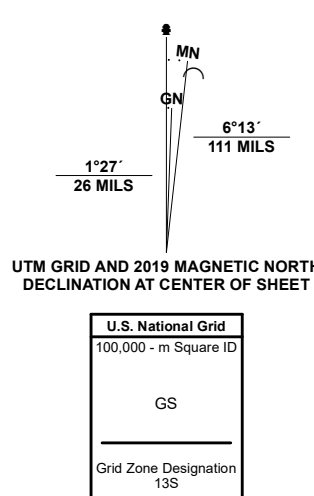 MN
GN
6°13´
111 MILS
1°27´
26 MILS
UTM GRID AND 2019 MAGNETIC NORTH
DECLINATION AT CENTER OF SHEET
U.S. National Grid
100,000 - m Square ID
GS
Grid Zone Designation
13S